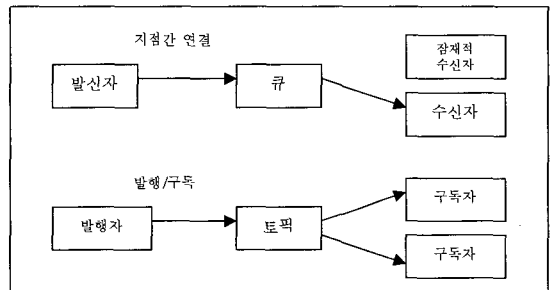 지점간 연결
발신자
큐
잠재적
수신자
수신자
발행/구독
발행자
토픽
구독자
구독자